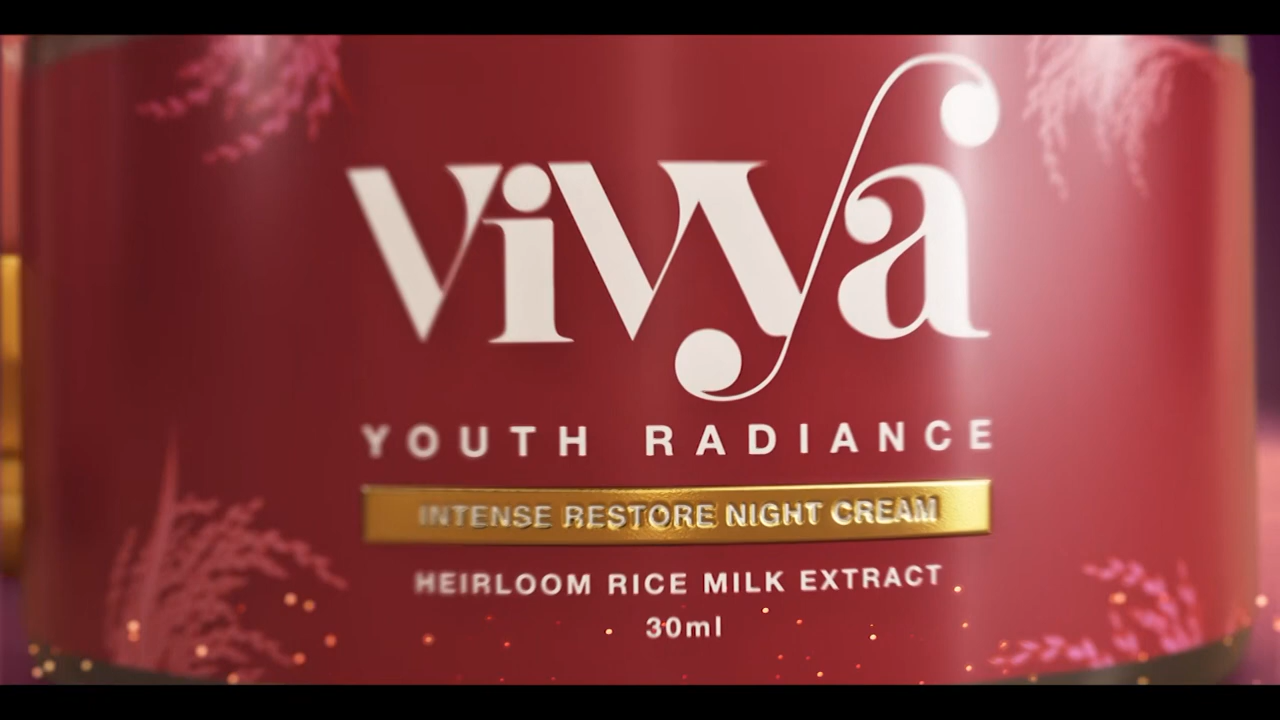 vivya
YOUTH RADIANCE
INTENSE RESTORE NIGHT CREAM
HEIRLOOM RICE MILK EXTRACT
30ml